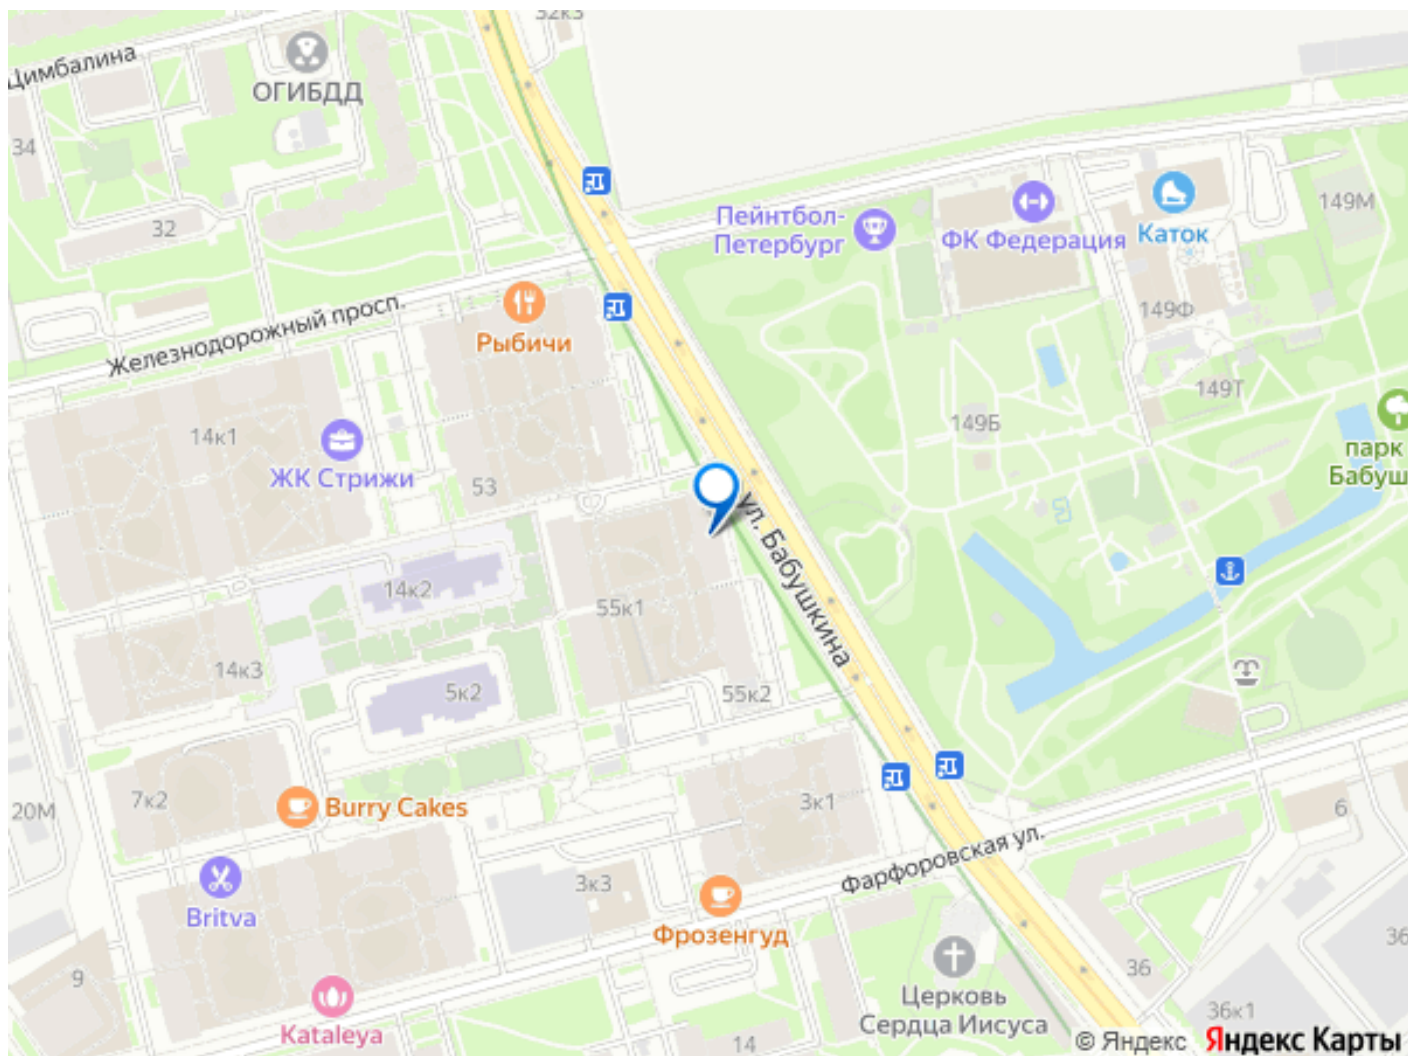 32к3
Цимбалина
ОГИБДД
34
32
149М
Пейнтбол-
Петербург
ФК Федерация
Каток
149Ф
Рыбичи
Железнодорожный просп.
149Т
149Б
14к1
ЖК Стрижи
53
парк
Бабуш
ул. Бабушкина
14к2
55к1
14к3
5к2
55к2
7к2
20М
Burry Cakes
3к1
6
Фарфоровская ул.
3к3
Britva
Фрозенгуд
9
36
36
Церковь
Сердца Иисуса
36к1
Kataleya
14
© Яндекс Яндекс Карты